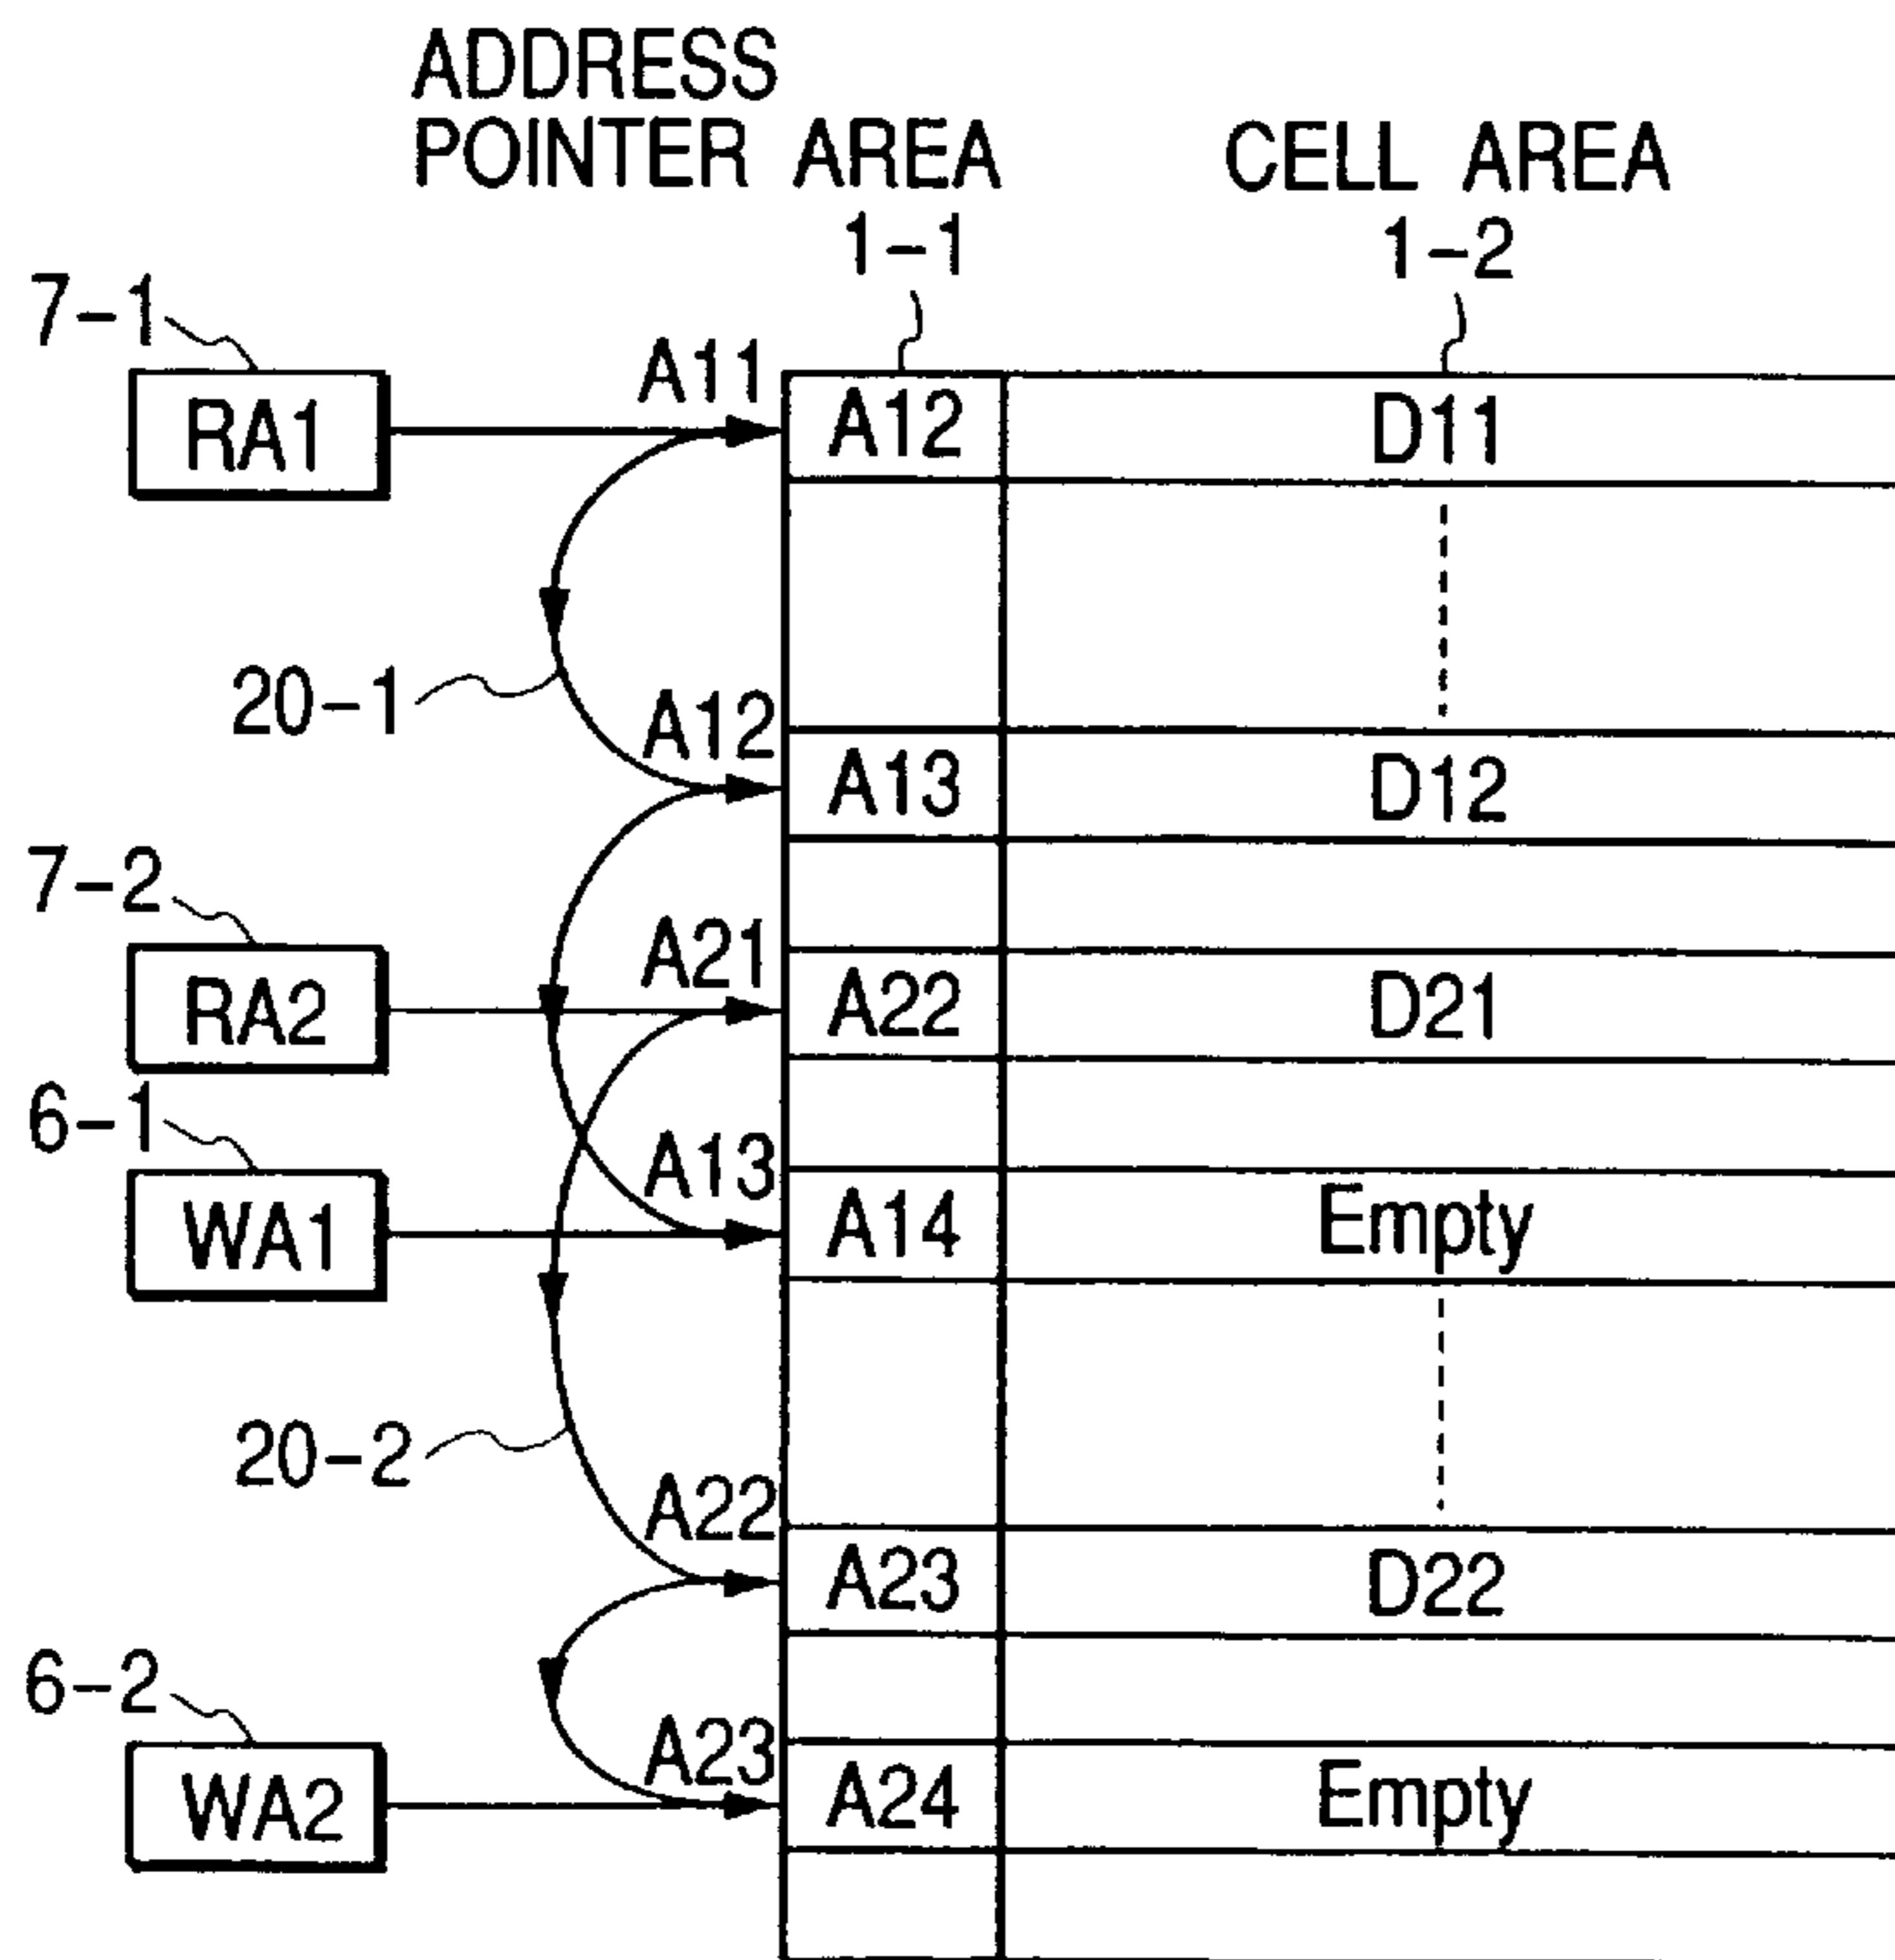 ADDRESS
POINTER AREA
CELL AREA
1-1
1-2
7-1
RA1
A11
A12
D11
20-1
A12
A13
D12
7-2
RA2
A21
A22
D21
6-1
WA1
A13
A14
Empty
20-2
A22
A23
D22
6-2
WA2
A23
A24
Empty